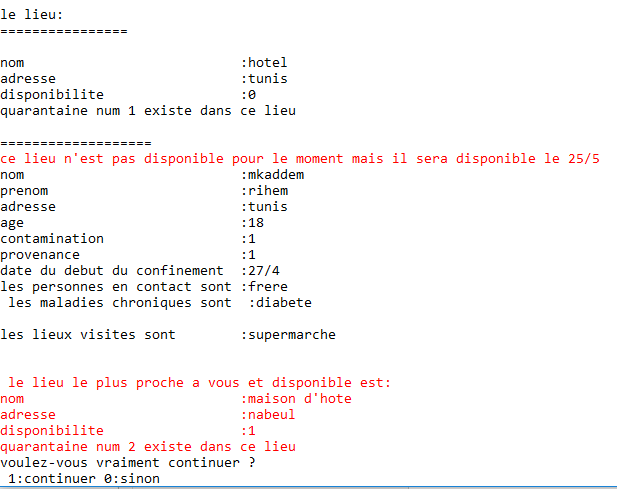 le lieu:
================
nom :hotel
adresse :tunis
disponibilite :0
quarantaine num 1 existe dans ce lieu
===================
ce lieu n'est pas disponible pour le moment mais il sera disponible le 25/5
nom :mkaddem
prenom :rihem
adresse :tunis
age :18
contamination :1
provenance :1
date du debut du confinement :27/4
les personnes en contact sont :frere
les maladies chroniques sont :diabete
les lieux visites sont :supermarche
le lieu le plus proche a vous et disponible est:
nom :maison d'hote
adresse :nabeul
disponibilite :1
quarantaine num 2 existe dans ce lieu
voulez-vous vraiment continuer ?
1:continuer 0:sinon